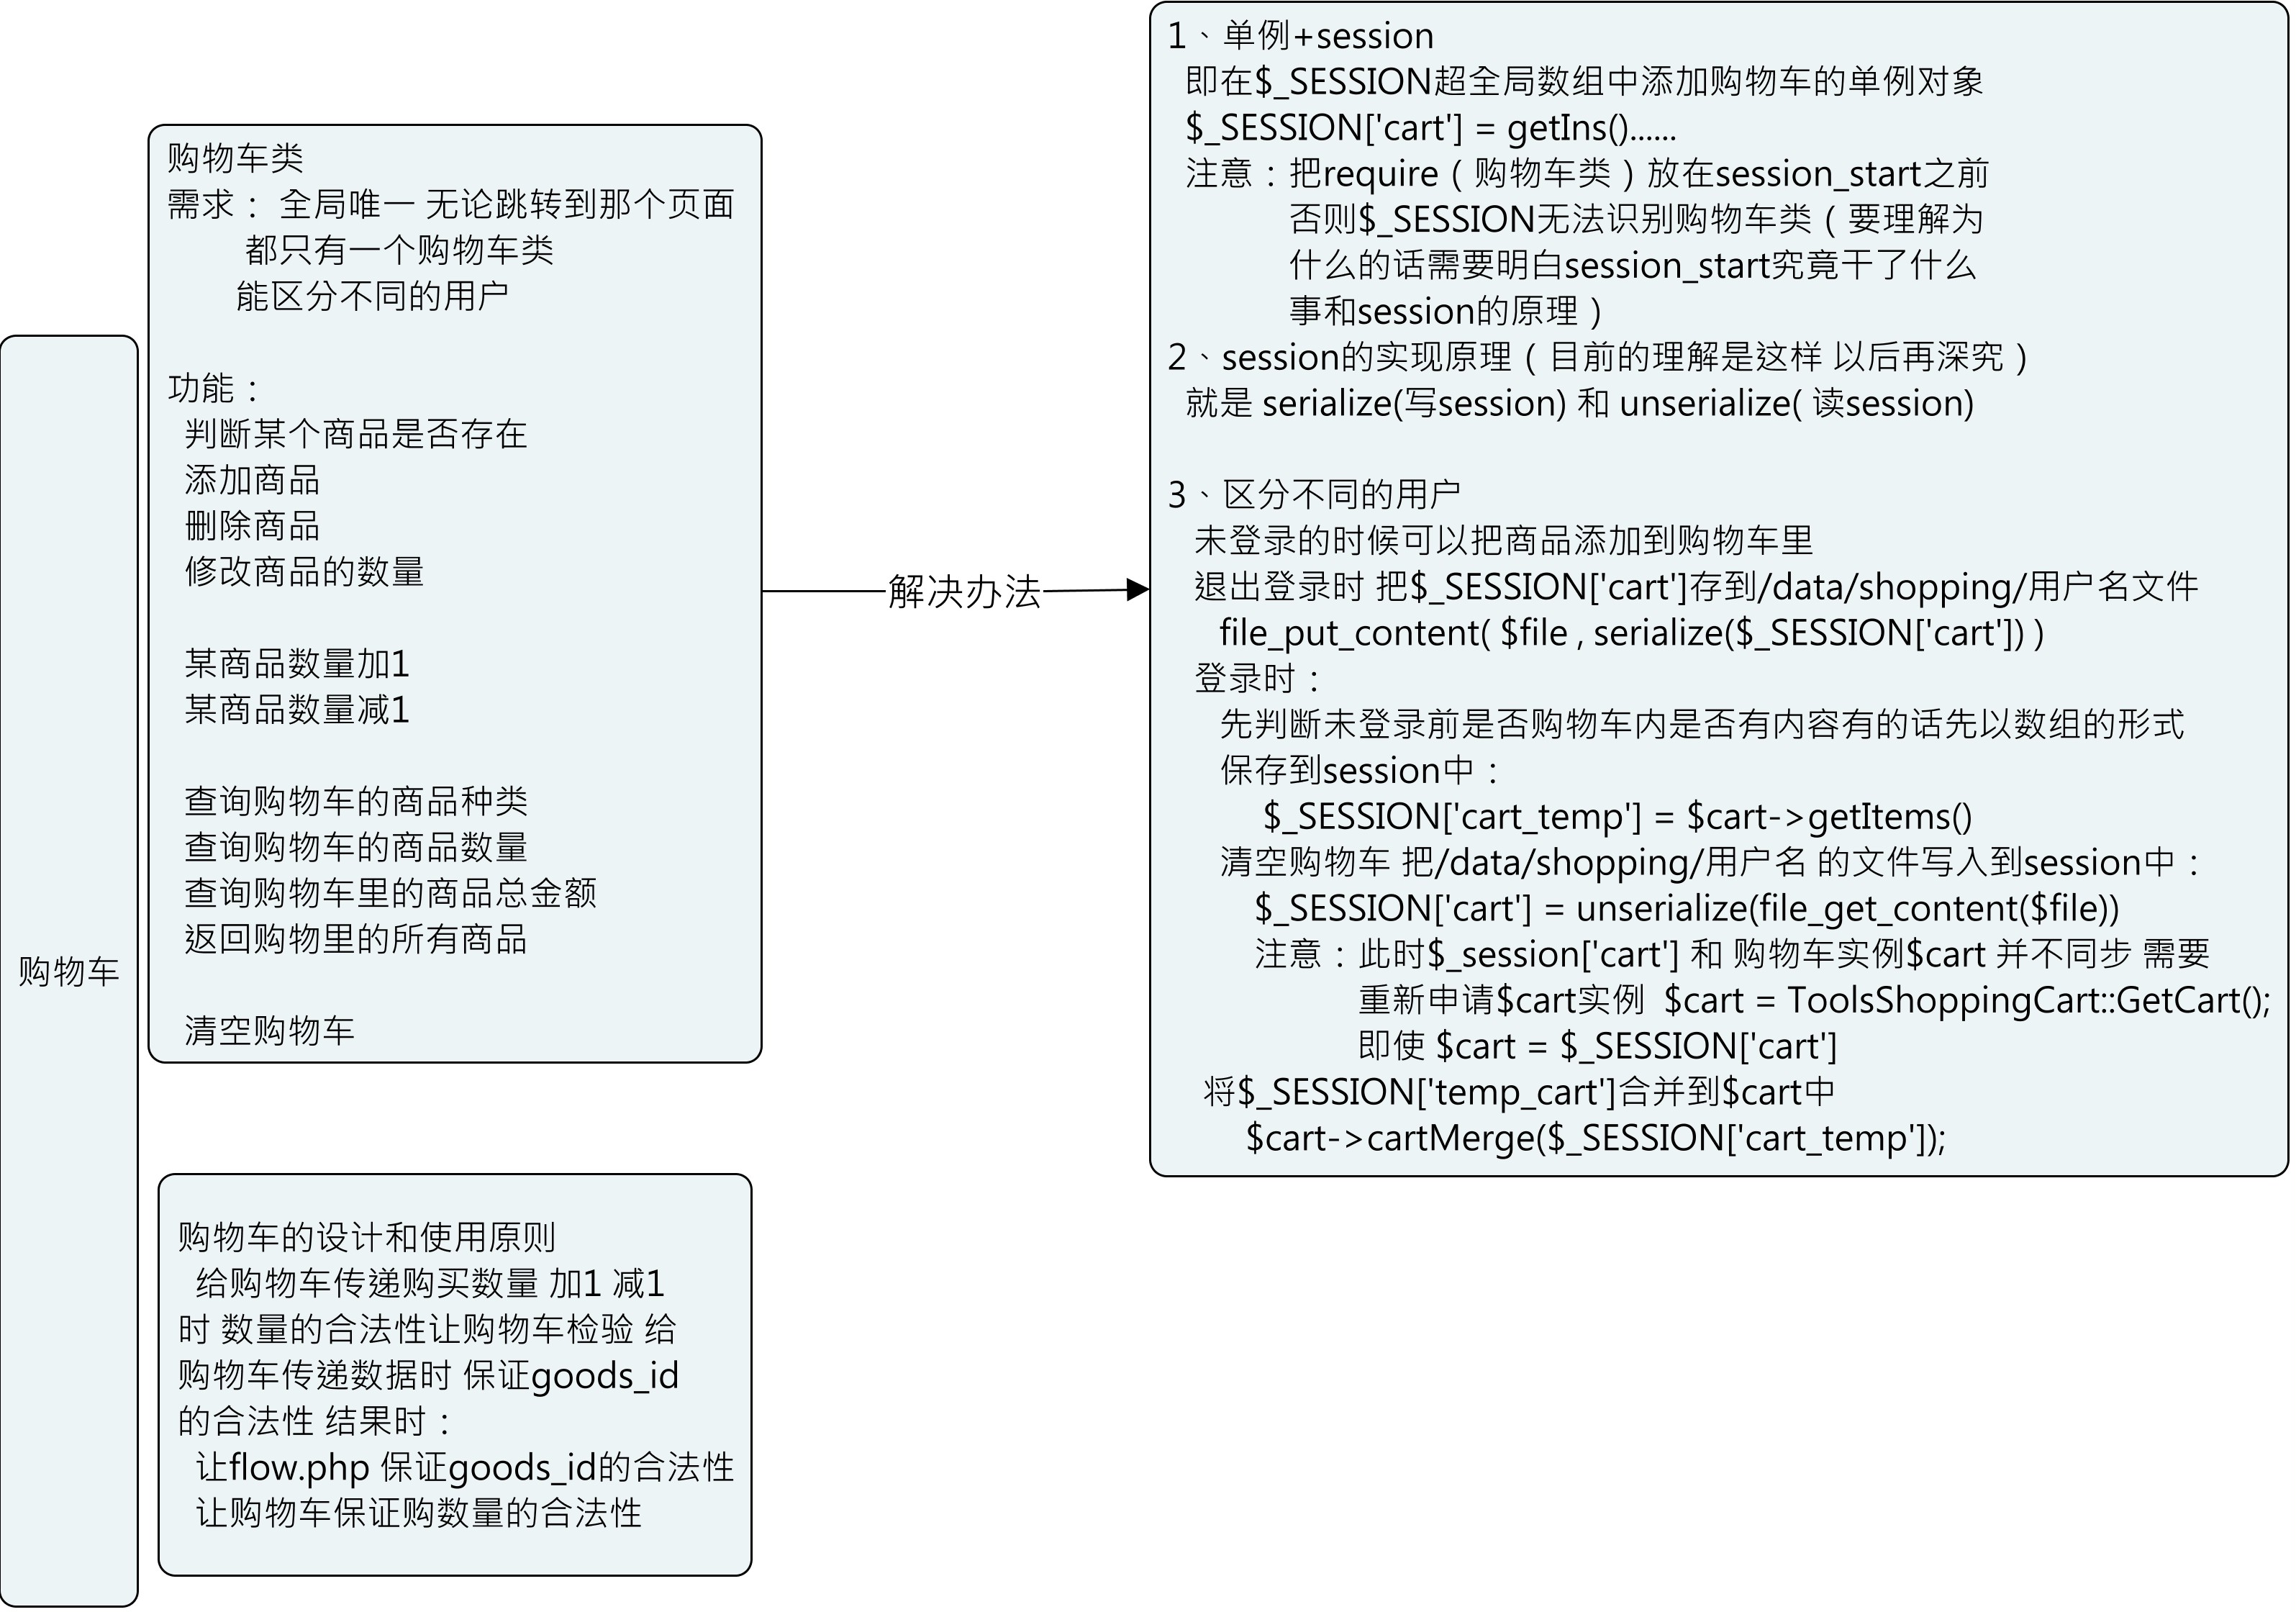 购物车
购物车类
需求： 全局唯一 无论跳转到那个页面
都只有一个购物车类
能区分不同的用户
功能：
判断某个商品是否存在
添加商品
删除商品
修改商品的数量
某商品数量加1
某商品数量减1
查询购物车的商品种类
查询购物车的商品数量
查询购物车里的商品总金额
返回购物里的所有商品
清空购物车
购物车的设计和使用原则
给购物车传递购买数量 加1 减1
时 数量的合法性让购物车检验 给
购物车传递数据时 保证goods_id
的合法性 结果时：
让flow.php 保证goods_id的合法性
让购物车保证购数量的合法性
解决办法
1、单例+session
即在$_SESSION超全局数组中添加购物车的单例对象
$_SESSION['cart'] = getIns()......
注意：把require（购物车类）放在session_start之前
否则$_SESSION无法识别购物车类（要理解为
什么的话需要明白session_start究竟干了什么
事和session的原理）
2、session的实现原理（目前的理解是这样 以后再深究）
就是 serialize(写session) 和 unserialize( 读session)
3、区分不同的用户
未登录的时候可以把商品添加到购物车里
退出登录时 把$_SESSION['cart']存到/data/shopping/用户名文件
file_put_content( $file , serialize($_SESSION['cart']) )
登录时：
先判断未登录前是否购物车内是否有内容有的话先以数组的形式
保存到session中：
$_SESSION['cart_temp'] = $cart->getItems()
清空购物车 把/data/shopping/用户名 的文件写入到session中：
$_SESSION['cart'] = unserialize(file_get_content($file))
注意：此时$_session['cart'] 和 购物车实例$cart 并不同步 需要
重新申请$cart实例 $cart = ToolsShoppingCart::GetCart();
即使 $cart = $_SESSION['cart']
将$_SESSION['temp_cart']合并到$cart中
$cart->cartMerge($_SESSION['cart_temp']);